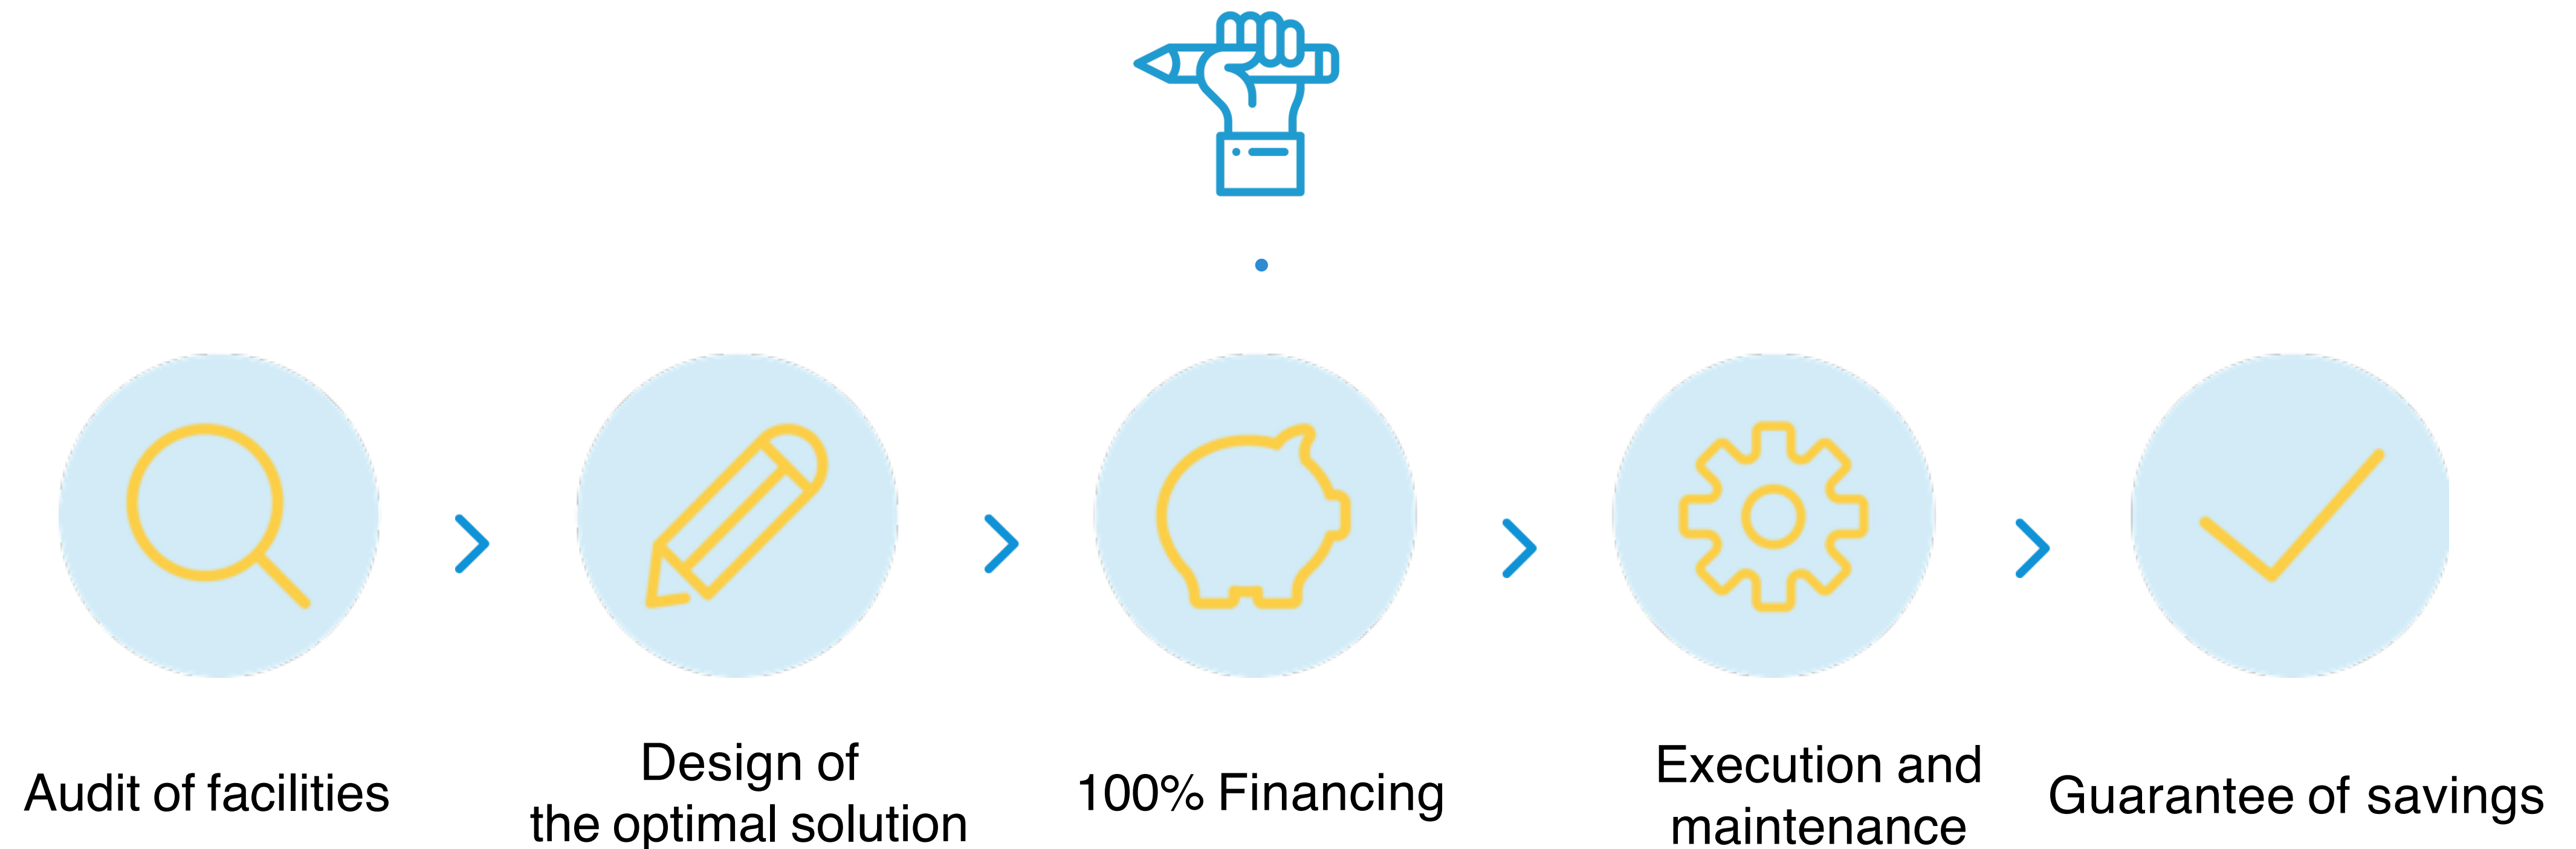 Audit of facilities
Design of
the optimal solution
100% Financing
Execution and
maintenance
Guarantee of savings